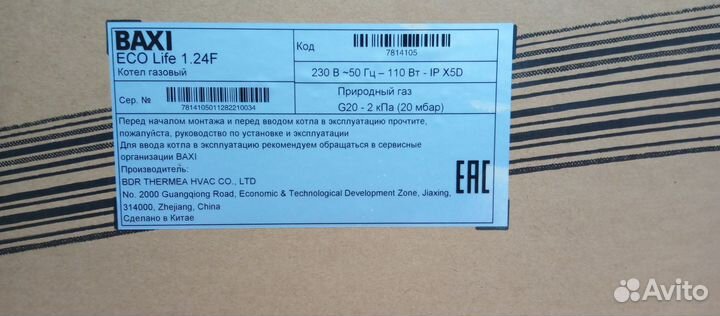 BAXI
ECO Life 1.24F
Котел газовый
Код
7814105
230 В ~50 Гц – 110 Вт - IP X5D
Сер. №
7814105011282210034
Природный газ
G20 - 2 кПа (20 мбар)
Перед началом монтажа и перед вводом котла в эксплуатацию прочтите,
пожалуйста, руководство по установке и эксплуатации
Для ввода котла в эксплуатацию рекомендуем обращаться в сервисные
организации BAXI
Производитель:
BDR THERMEA HVAC CO., LTD
No. 2000 Guangqiong Road, Economic & Technological Development Zone, Jiaxing,
314000, Zhejiang, China
Сделано в Китае
EAC
Avito